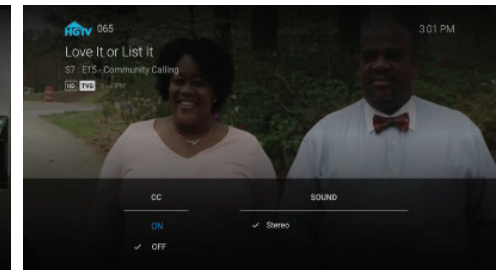 HGTV 065
3:01 PM
Love It or List It
S7 : E15 - Community Calling
HD TVG
CC
SOUND
ON
✓ Stereo
✓ OFF